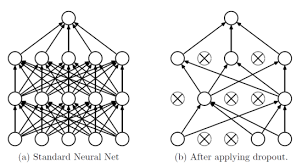 (a) Standard Neural Net
(b) After applying dropout.